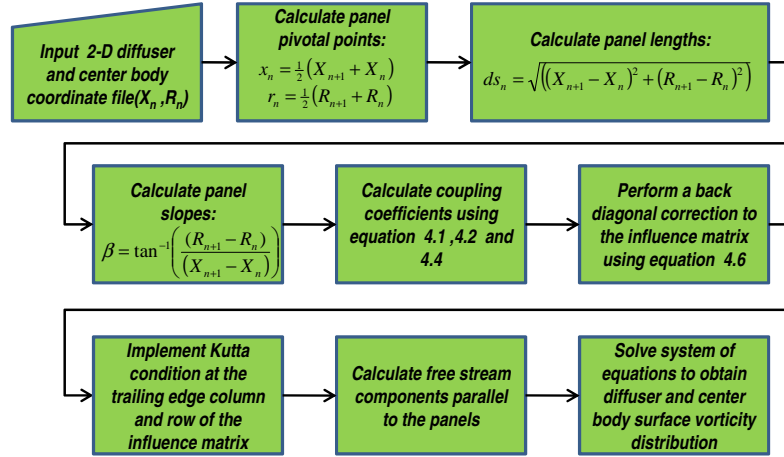 Input 2-D diffuser
and center body
coordinate file(Xn ,Rn)
Calculate panel
pivotal points:
xn = ½(Xn+1 + Xn)
rn = ½(Rn+1 + Rn)
Calculate panel lengths:
dsn = √((Xn+1 − Xn)² + (Rn+1 − Rn)²)
Calculate panel
slopes:
β = tan⁻¹((Rn+1 − Rn)/(Xn+1 − Xn))
Calculate coupling
coefficients using
equation 4.1 ,4.2 and
4.4
Perform a back
diagonal correction to
the influence matrix
using equation 4.6
Implement Kutta
condition at the
trailing edge column
and row of the
influence matrix
Calculate free stream
components parallel
to the panels
Solve system of
equations to obtain
diffuser and center
body surface vorticity
distribution